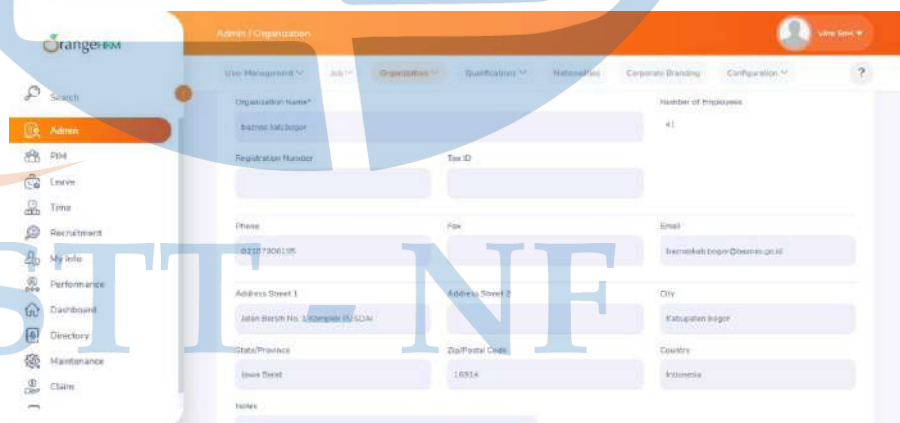 OrangeHRM
Admin / Organization
User Management
Job
Organization
Qualifications
Nationalities
Corporate Branding
Configuration
?
Search
Admin
PIM
Leave
Time
Recruitment
My Info
Performance
Dashboard
Directory
Maintenance
Claim
Organization Name*
Number of Employees
baznas kab.bogor
41
Registration Number
Tax ID
Phone
Fax
Email
Address Street 1
Address Street 2
City
Kabupaten bogor
State/Province
Zip/Postal Code
Country
Jawa Barat
16914
Indonesia
Notes
STT - NF